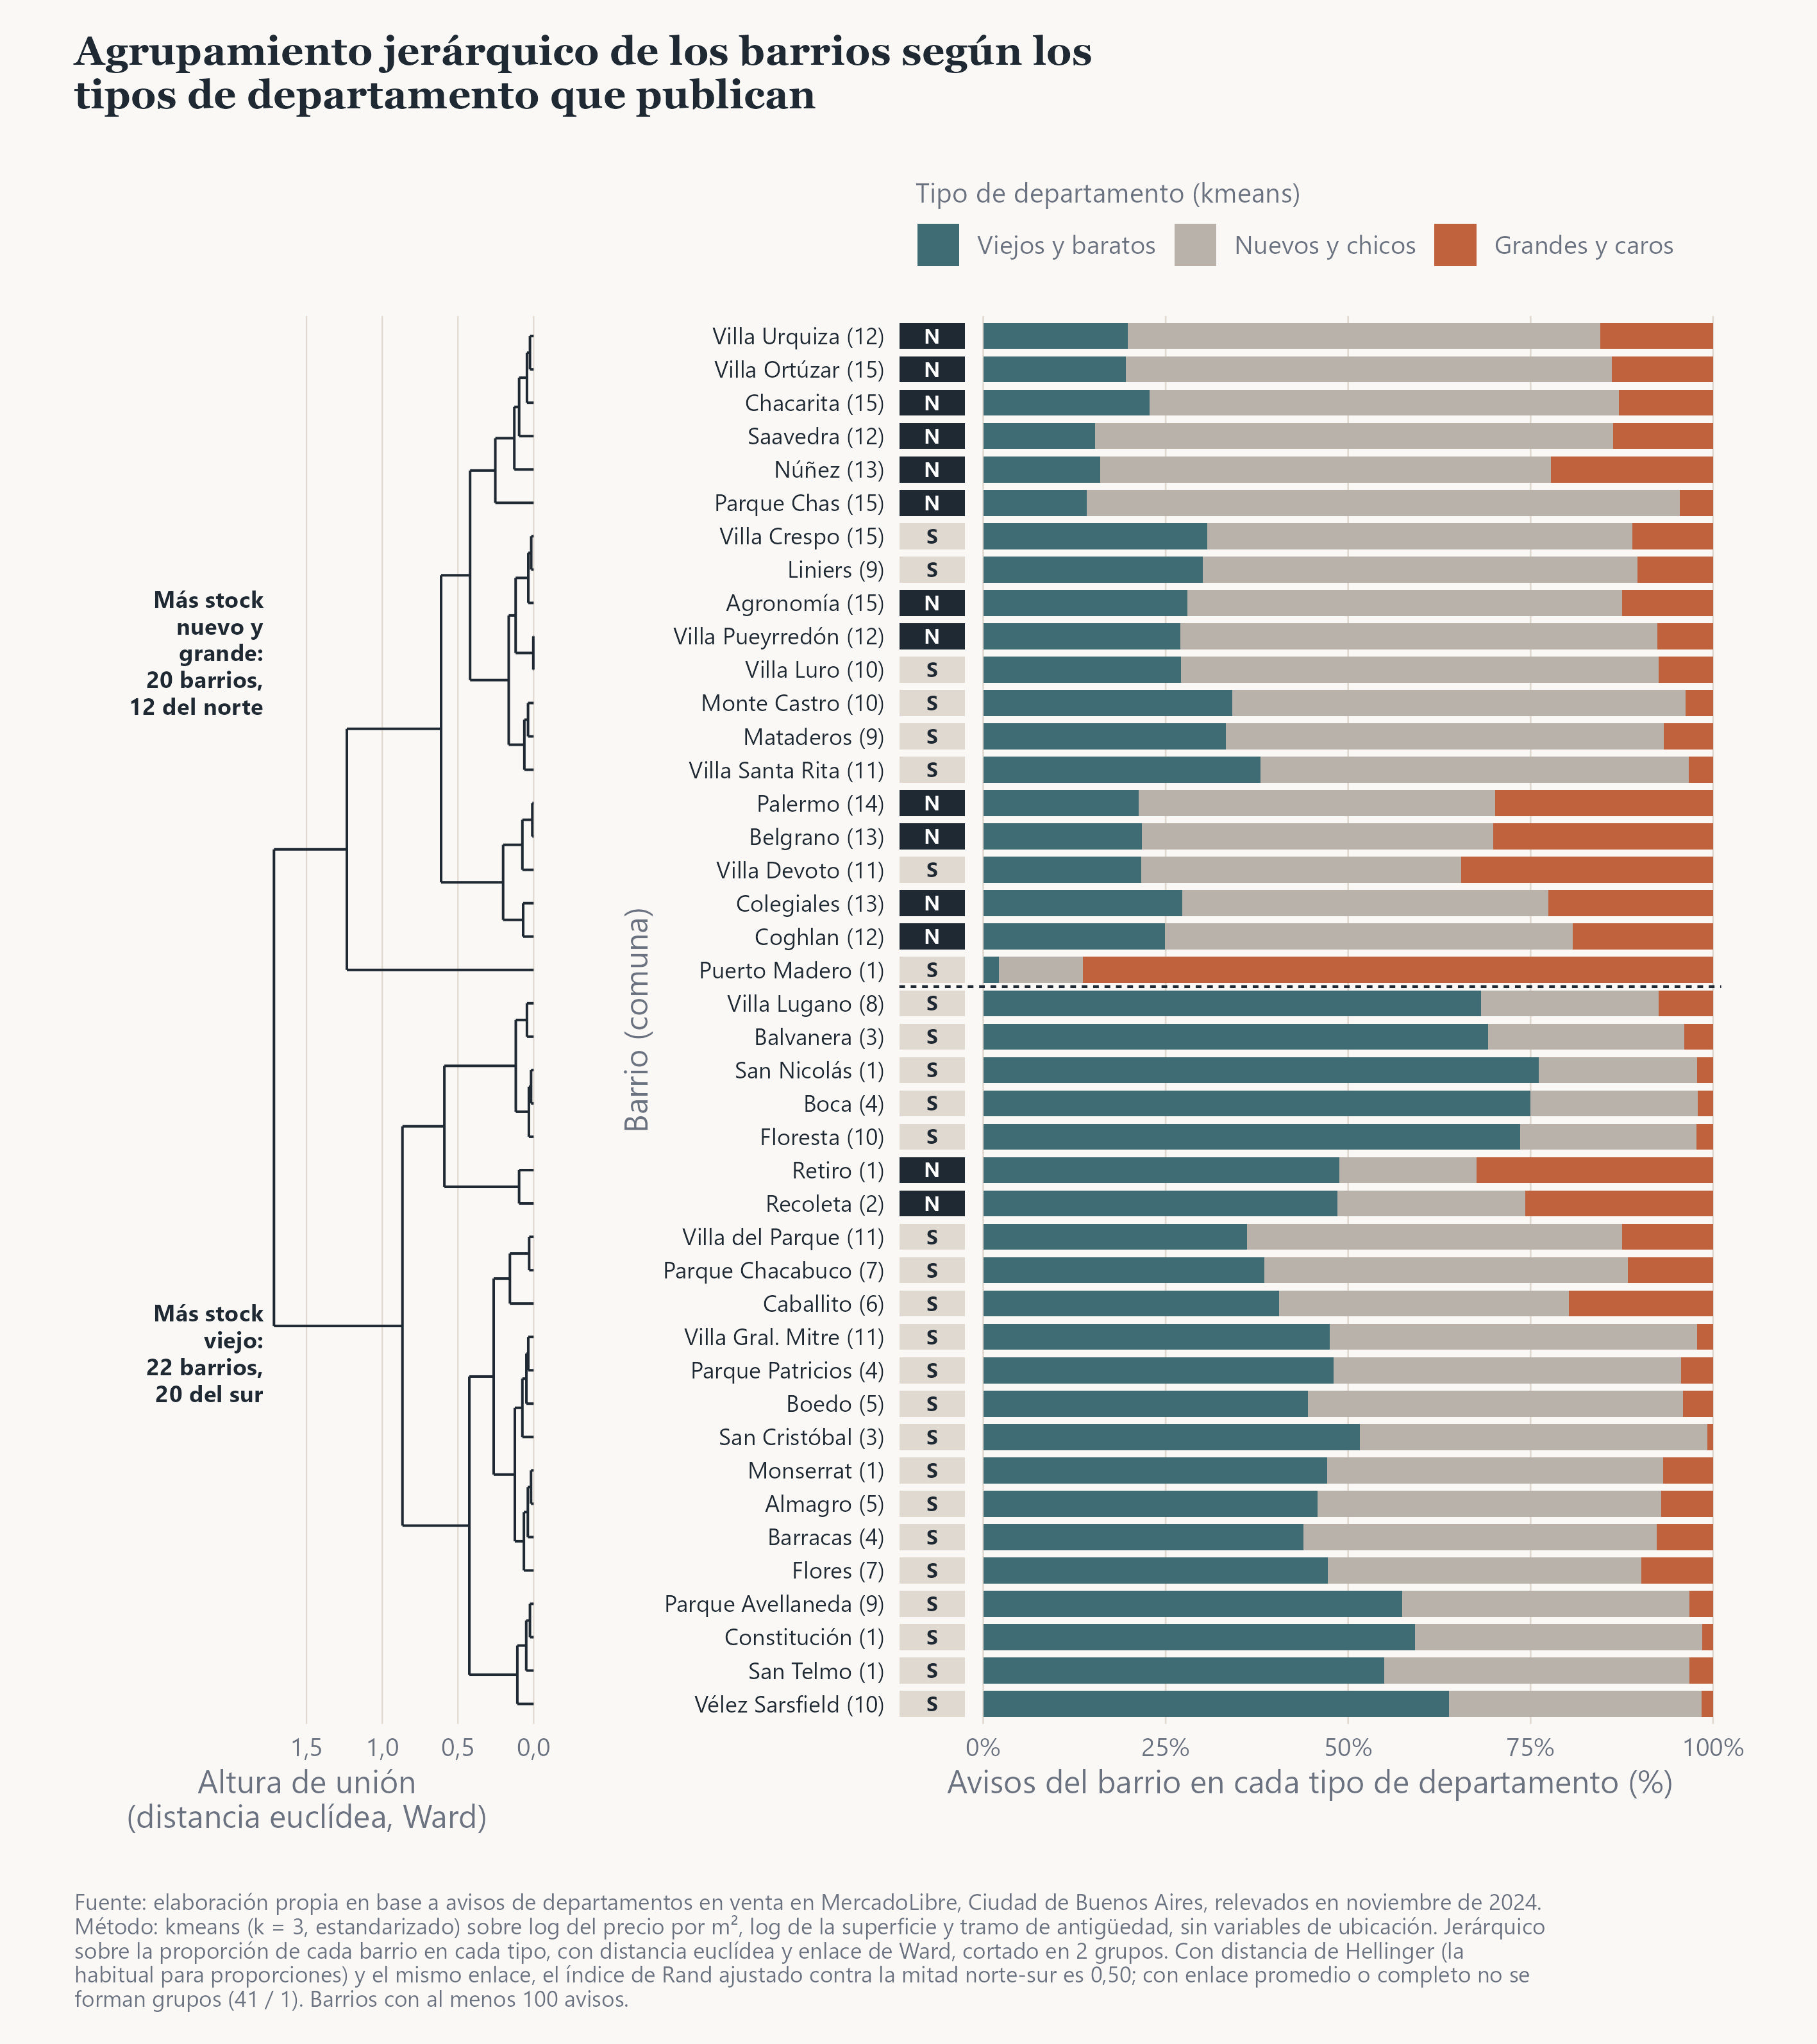 Agrupamiento jerárquico de los barrios según los
tipos de departamento que publican
Tipo de departamento (kmeans)
Viejos y baratos
Nuevos y chicos
Grandes y caros
Más stock
nuevo y
grande:
20 barrios,
12 del norte
Más stock
viejo:
22 barrios,
20 del sur
Barrio (comuna)
Villa Urquiza (12) N
Villa Ortúzar (15) N
Chacarita (15) N
Saavedra (12) N
Núñez (13) N
Parque Chas (15) N
Villa Crespo (15) S
Liniers (9) S
Agronomía (15) N
Villa Pueyrredón (12) N
Villa Luro (10) S
Monte Castro (10) S
Mataderos (9) S
Villa Santa Rita (11) S
Palermo (14) N
Belgrano (13) N
Villa Devoto (11) S
Colegiales (13) N
Coghlan (12) N
Puerto Madero (1) S
Villa Lugano (8) S
Balvanera (3) S
San Nicolás (1) S
Boca (4) S
Floresta (10) S
Retiro (1) N
Recoleta (2) N
Villa del Parque (11) S
Parque Chacabuco (7) S
Caballito (6) S
Villa Gral. Mitre (11) S
Parque Patricios (4) S
Boedo (5) S
San Cristóbal (3) S
Monserrat (1) S
Almagro (5) S
Barracas (4) S
Flores (7) S
Parque Avellaneda (9) S
Constitución (1) S
San Telmo (1) S
Vélez Sarsfield (10) S
1,5 1,0 0,5 0,0
Altura de unión
(distancia euclídea, Ward)
0% 25% 50% 75% 100%
Avisos del barrio en cada tipo de departamento (%)
Fuente: elaboración propia en base a avisos de departamentos en venta en MercadoLibre, Ciudad de Buenos Aires, relevados en noviembre de 2024.
Método: kmeans (k = 3, estandarizado) sobre log del precio por m², log de la superficie y tramo de antigüedad, sin variables de ubicación. Jerárquico
sobre la proporción de cada barrio en cada tipo, con distancia euclídea y enlace de Ward, cortado en 2 grupos. Con distancia de Hellinger (la
habitual para proporciones) y el mismo enlace, el índice de Rand ajustado contra la mitad norte-sur es 0,50; con enlace promedio o completo no se
forman grupos (41 / 1). Barrios con al menos 100 avisos.